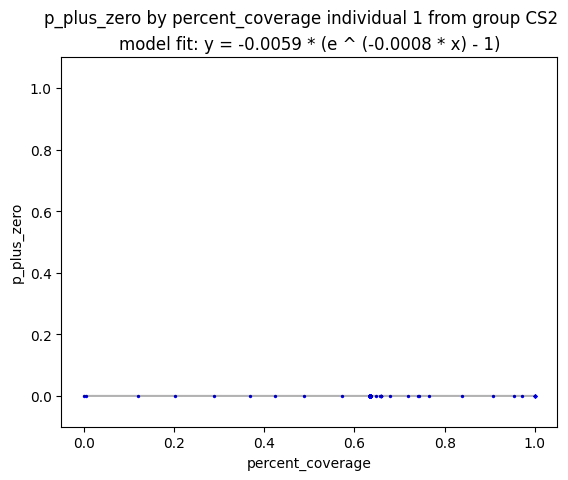 p_plus_zero by percent_coverage individual 1 from group CS2
model fit: y = -0.0059 * (e ^ (-0.0008 * x) - 1)
p_plus_zero
1.0
0.8
0.6
0.4
0.2
0.0
0.0 0.2 0.4 0.6 0.8 1.0
percent_coverage